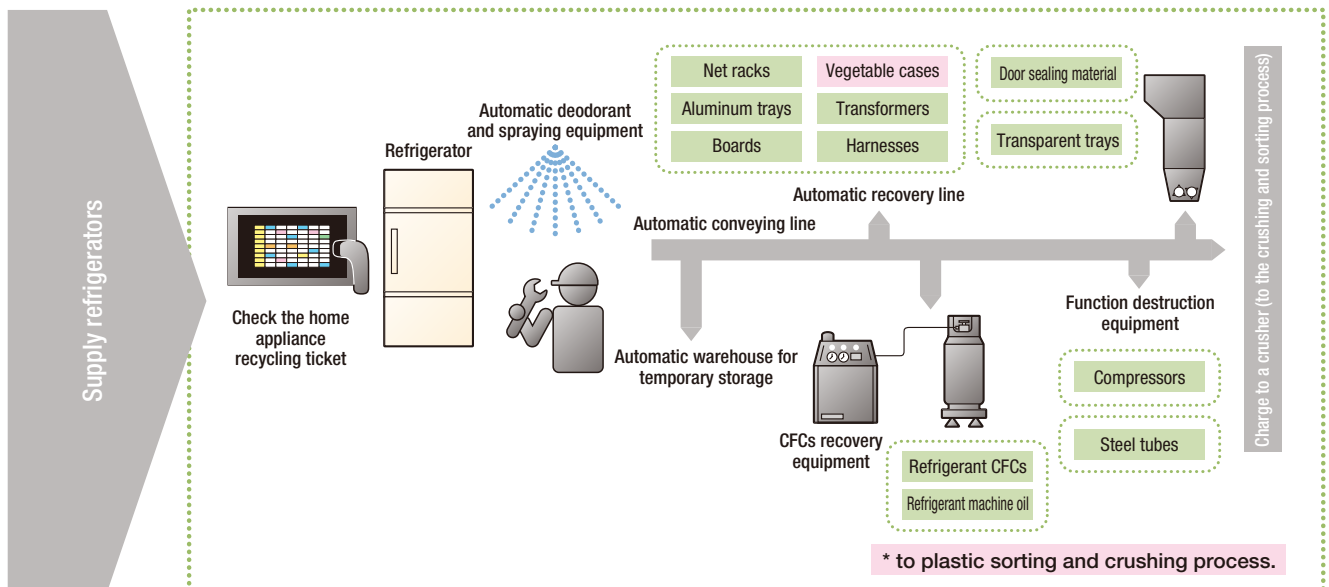 Supply refrigerators
Check the home
appliance
recycling ticket
Refrigerator
Automatic deodorant
and spraying equipment
Net racks
Vegetable cases
Aluminum trays
Transformers
Boards
Harnesses
Door sealing material
Transparent trays
Automatic recovery line
Automatic conveying line
Automatic warehouse for
temporary storage
CFCs recovery
equipment
Refrigerant CFCs
Refrigerant machine oil
Function destruction
equipment
Compressors
Steel tubes
Charge to a crusher (to the crushing and sorting process)
* to plastic sorting and crushing process.